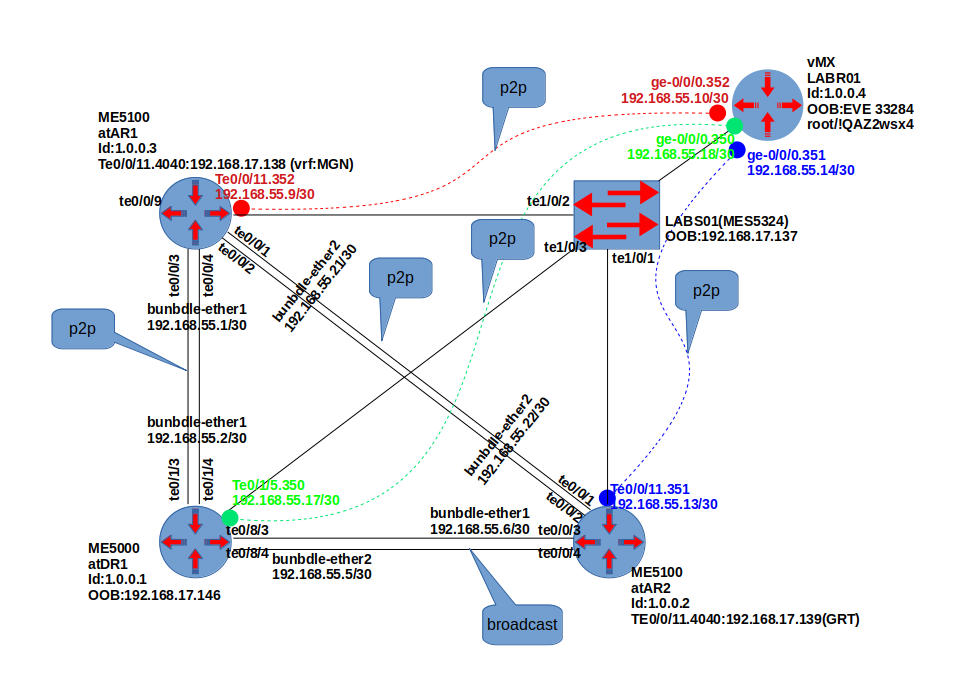 vMX
LABR01
Id:1.0.0.4
OOB:EVE 33284
root/!QAZ2wsx4
ge-0/0/0.352
192.168.55.10/30
p2p
ME5100
atAR1
Id:1.0.0.3
Te0/0/11.4040:192.168.17.138 (vrf:MGN)
ge-0/0/0.350
192.168.55.18/30
ge-0/0/0.351
192.168.55.14/30
Te0/0/11.352
192.168.55.9/30
te0/0/9
te1/0/2
LABS01(MES5324)
OOB:192.168.17.137
te0/0/1
te0/0/2
p2p
te1/0/3
te1/0/1
te0/0/3
te0/0/4
bunbdle-ether2
192.168.55.21/30
p2p
p2p
bunbdle-ether1
192.168.55.1/30
p2p
bunbdle-ether1
192.168.55.2/30
bunbdle-ether2
192.168.55.22/30
te0/1/3
te0/1/4
Te0/1/5.350
192.168.55.17/30
te0/0/1
te0/0/2
Te0/0/11.351
192.168.55.13/30
bunbdle-ether1
192.168.55.6/30
te0/8/3
te0/0/3
te0/8/4
te0/0/4
bunbdle-ether2
192.168.55.5/30
ME5000
atDR1
Id:1.0.0.1
OOB:192.168.17.146
ME5100
atAR2
Id:1.0.0.2
TE0/0/11.4040:192.168.17.139(GRT)
broadcast